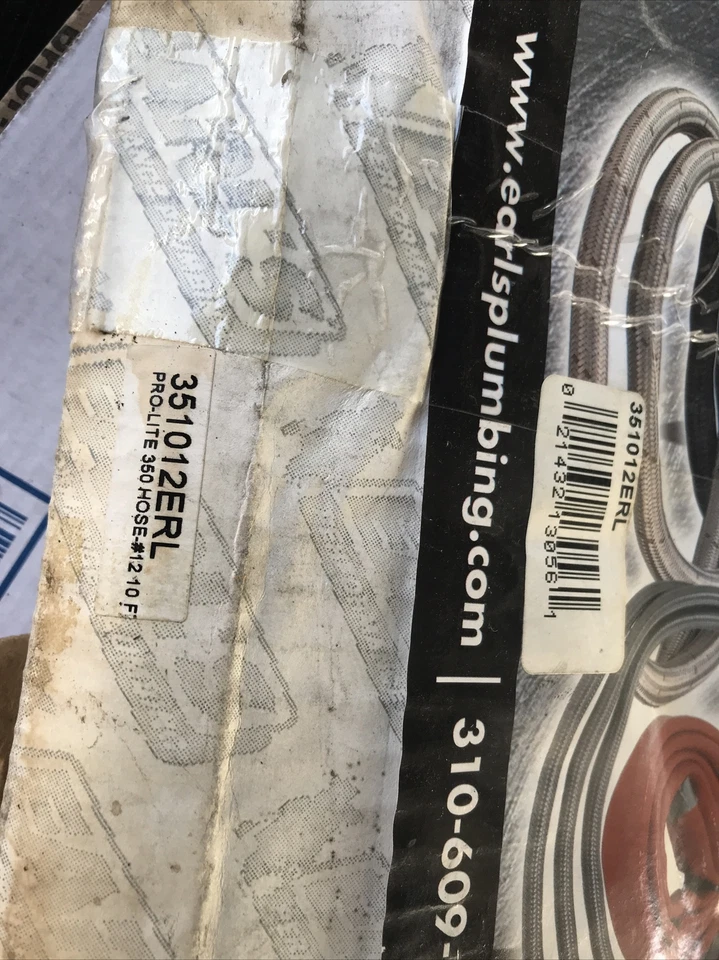 www.earlsplumbing.com | 310-609-
351012ERL
0 21432 13056 1
351012ERL
PRO-LITE 350 HOSE-#12 10 F